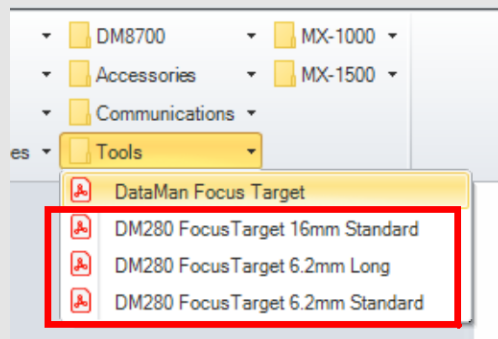 DM8700 MX-1000
Accessories MX-1500
Communications
es Tools
DataMan Focus Target
DM280 FocusTarget 16mm Standard
DM280 FocusTarget 6.2mm Long
DM280 FocusTarget 6.2mm Standard